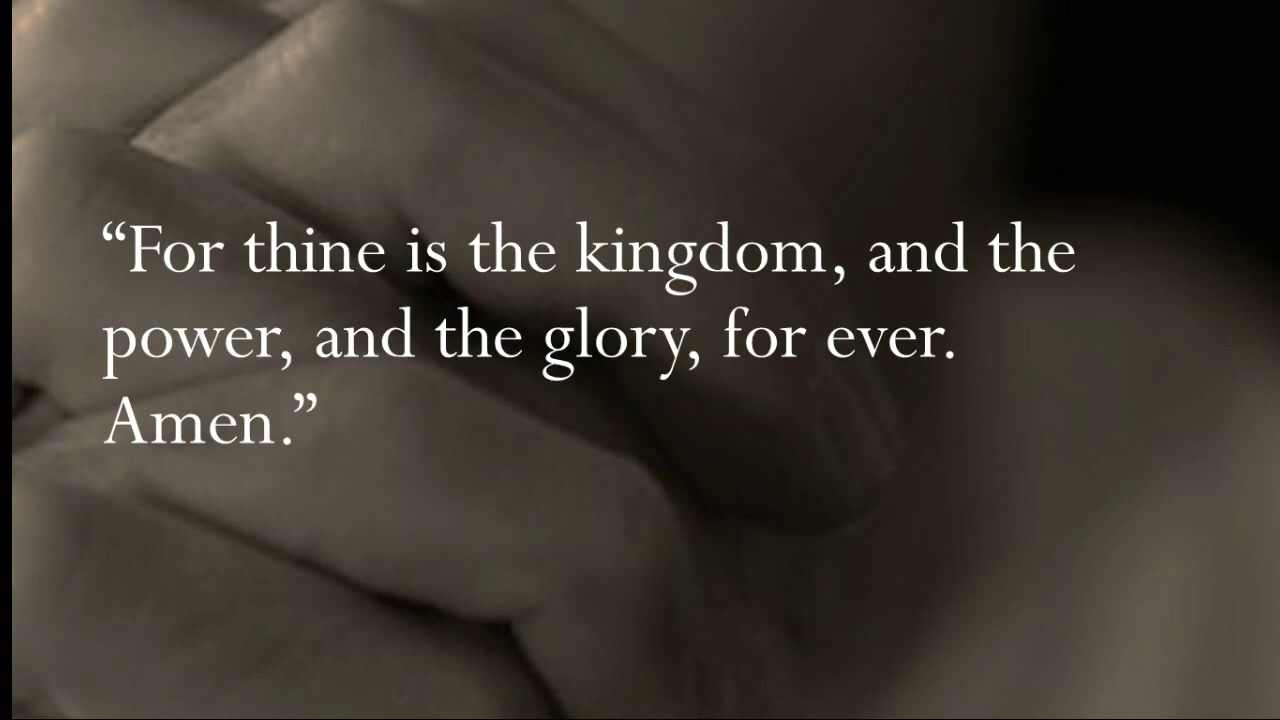 “For thine is the kingdom, and the
power, and the glory, for ever.
Amen.”